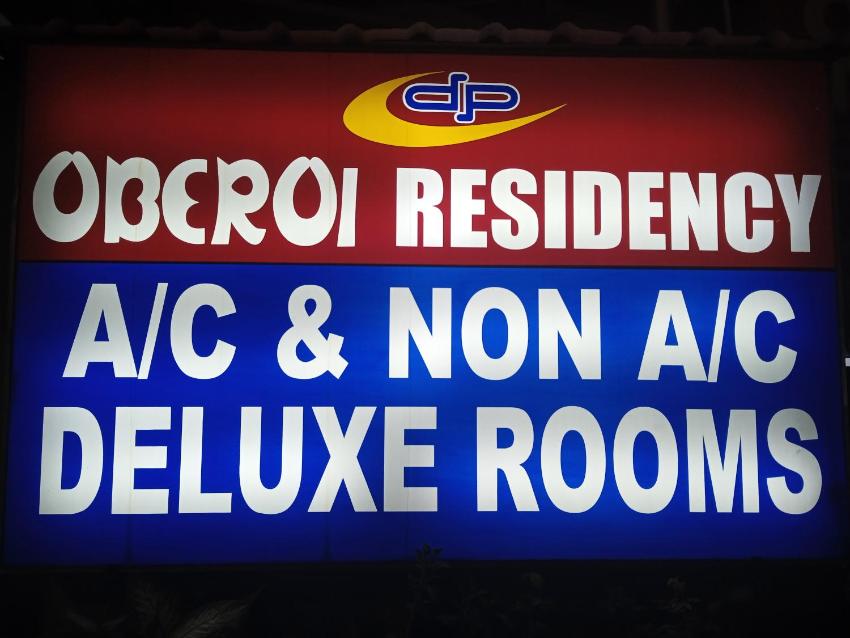 dp
OBEROI RESIDENCY
A/C & NON A/C
DELUXE ROOMS